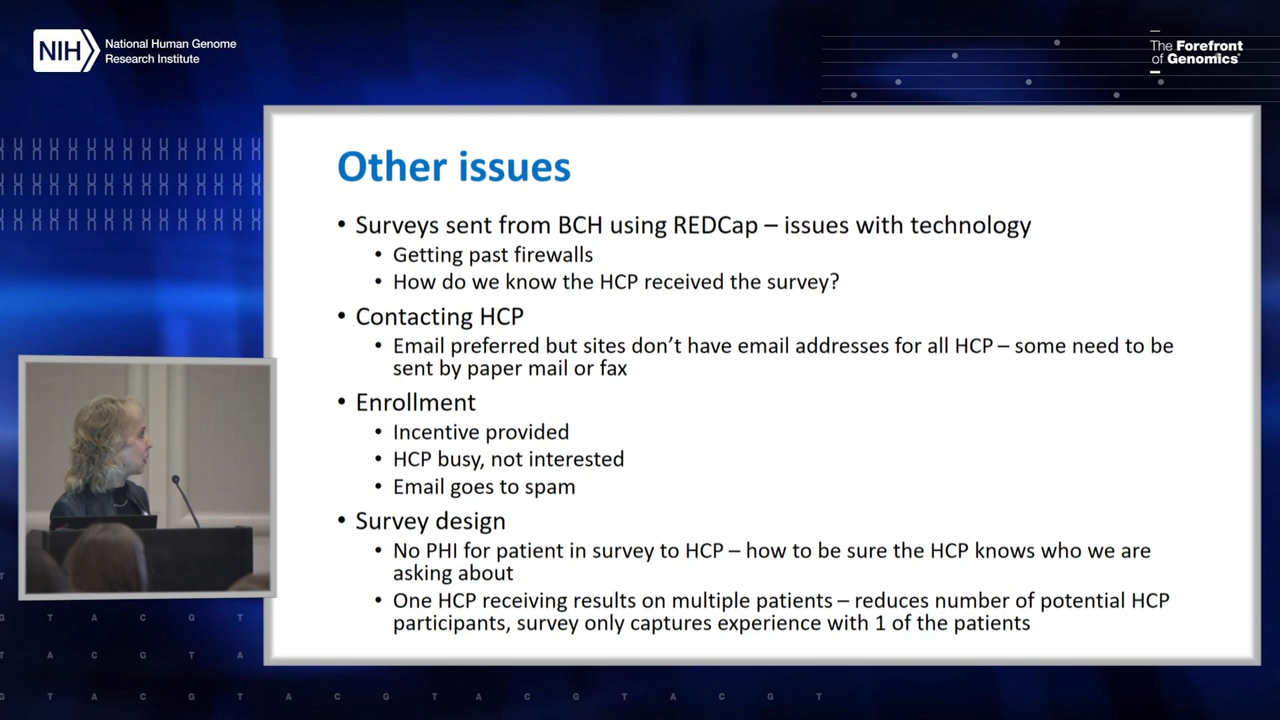 NIH
National Human Genome
Research Institute
The Forefront
of Genomics®
Other issues
• Surveys sent from BCH using REDCap – issues with technology
• Getting past firewalls
• How do we know the HCP received the survey?
• Contacting HCP
• Email preferred but sites don’t have email addresses for all HCP – some need to be
sent by paper mail or fax
• Enrollment
• Incentive provided
• HCP busy, not interested
• Email goes to spam
• Survey design
• No PHI for patient in survey to HCP – how to be sure the HCP knows who we are
asking about
• One HCP receiving results on multiple patients – reduces number of potential HCP
participants, survey only captures experience with 1 of the patients
T
G T A C G T
T A C G T A
G T A C G T A C G T A C G T A C G T